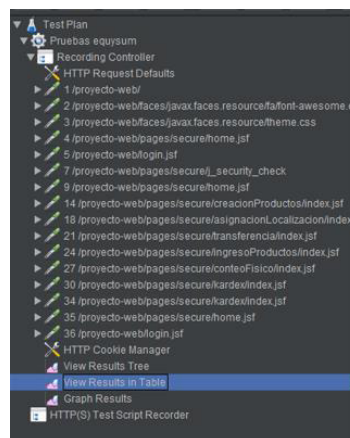 Test Plan
Pruebas equysum
Recording Controller
HTTP Request Defaults
1 /proyecto-web/
2 /proyecto-web/faces/javax.faces.resource/fa/font-awesome.c
3 /proyecto-web/faces/javax.faces.resource/theme.css
4 /proyecto-web/pages/secure/home.jsf
5 /proyecto-web/login.jsf
7 /proyecto-web/pages/secure/j_security_check
9 /proyecto-web/pages/secure/home.jsf
14 /proyecto-web/pages/secure/creacionProductos/index.jsf
18 /proyecto-web/pages/secure/asignacionLocalizacion/index
21 /proyecto-web/pages/secure/transferencia/index.jsf
24 /proyecto-web/pages/secure/ingresoProductos/index.jsf
27 /proyecto-web/pages/secure/conteoFisico/index.jsf
30 /proyecto-web/pages/secure/kardex/index.jsf
34 /proyecto-web/pages/secure/kardex/index.jsf
35 /proyecto-web/pages/secure/home.jsf
36 /proyecto-web/login.jsf
HTTP Cookie Manager
View Results Tree
View Results in Table
Graph Results
HTTP(S) Test Script Recorder